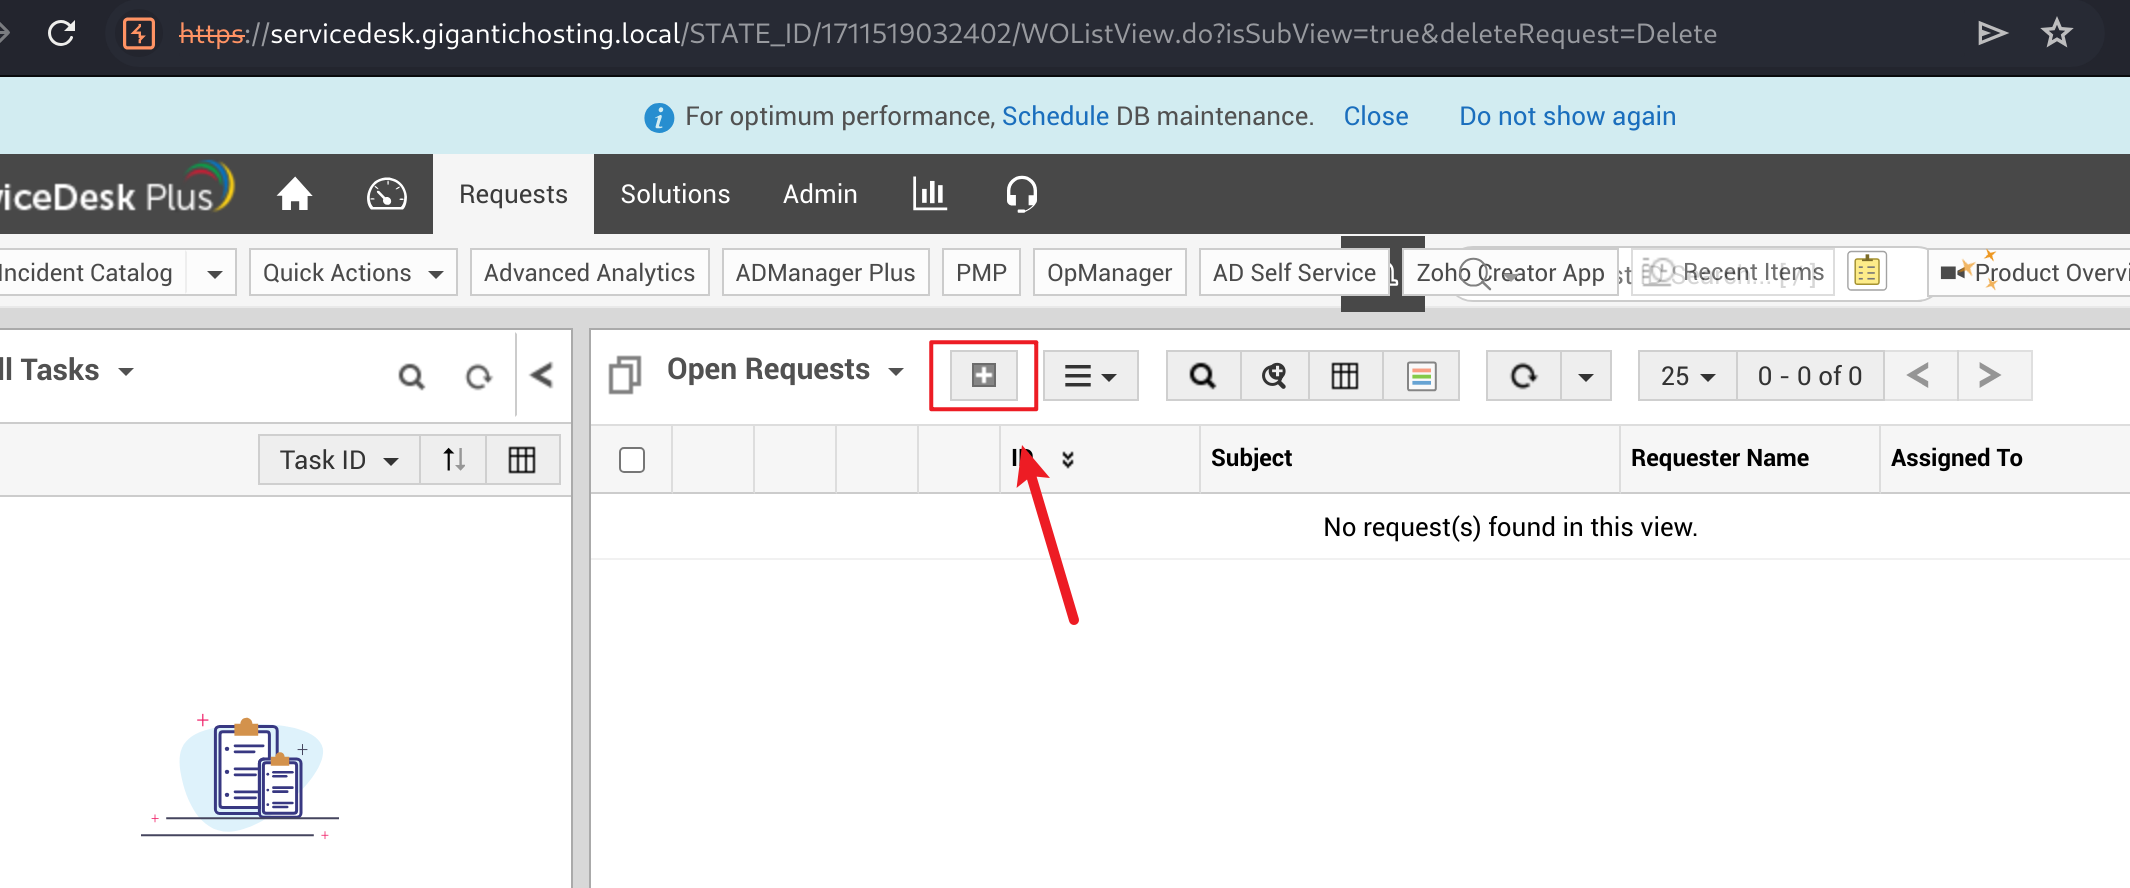 https://servicedesk.gigantichosting.local/STATE_ID/1711519032402/WOListView.do?isSubView=true&deleteRequest=Delete
For optimum performance, Schedule DB maintenance. Close Do not show again
iceDesk Plus Requests Solutions Admin
Incident Catalog Quick Actions Advanced Analytics ADManager Plus PMP OpManager AD Self Service Zoho Creator App st Search... [ / ] Recent Items Product Overvi
ll Tasks Open Requests 25 0 - 0 of 0
Task ID ID Subject Requester Name Assigned To
No request(s) found in this view.